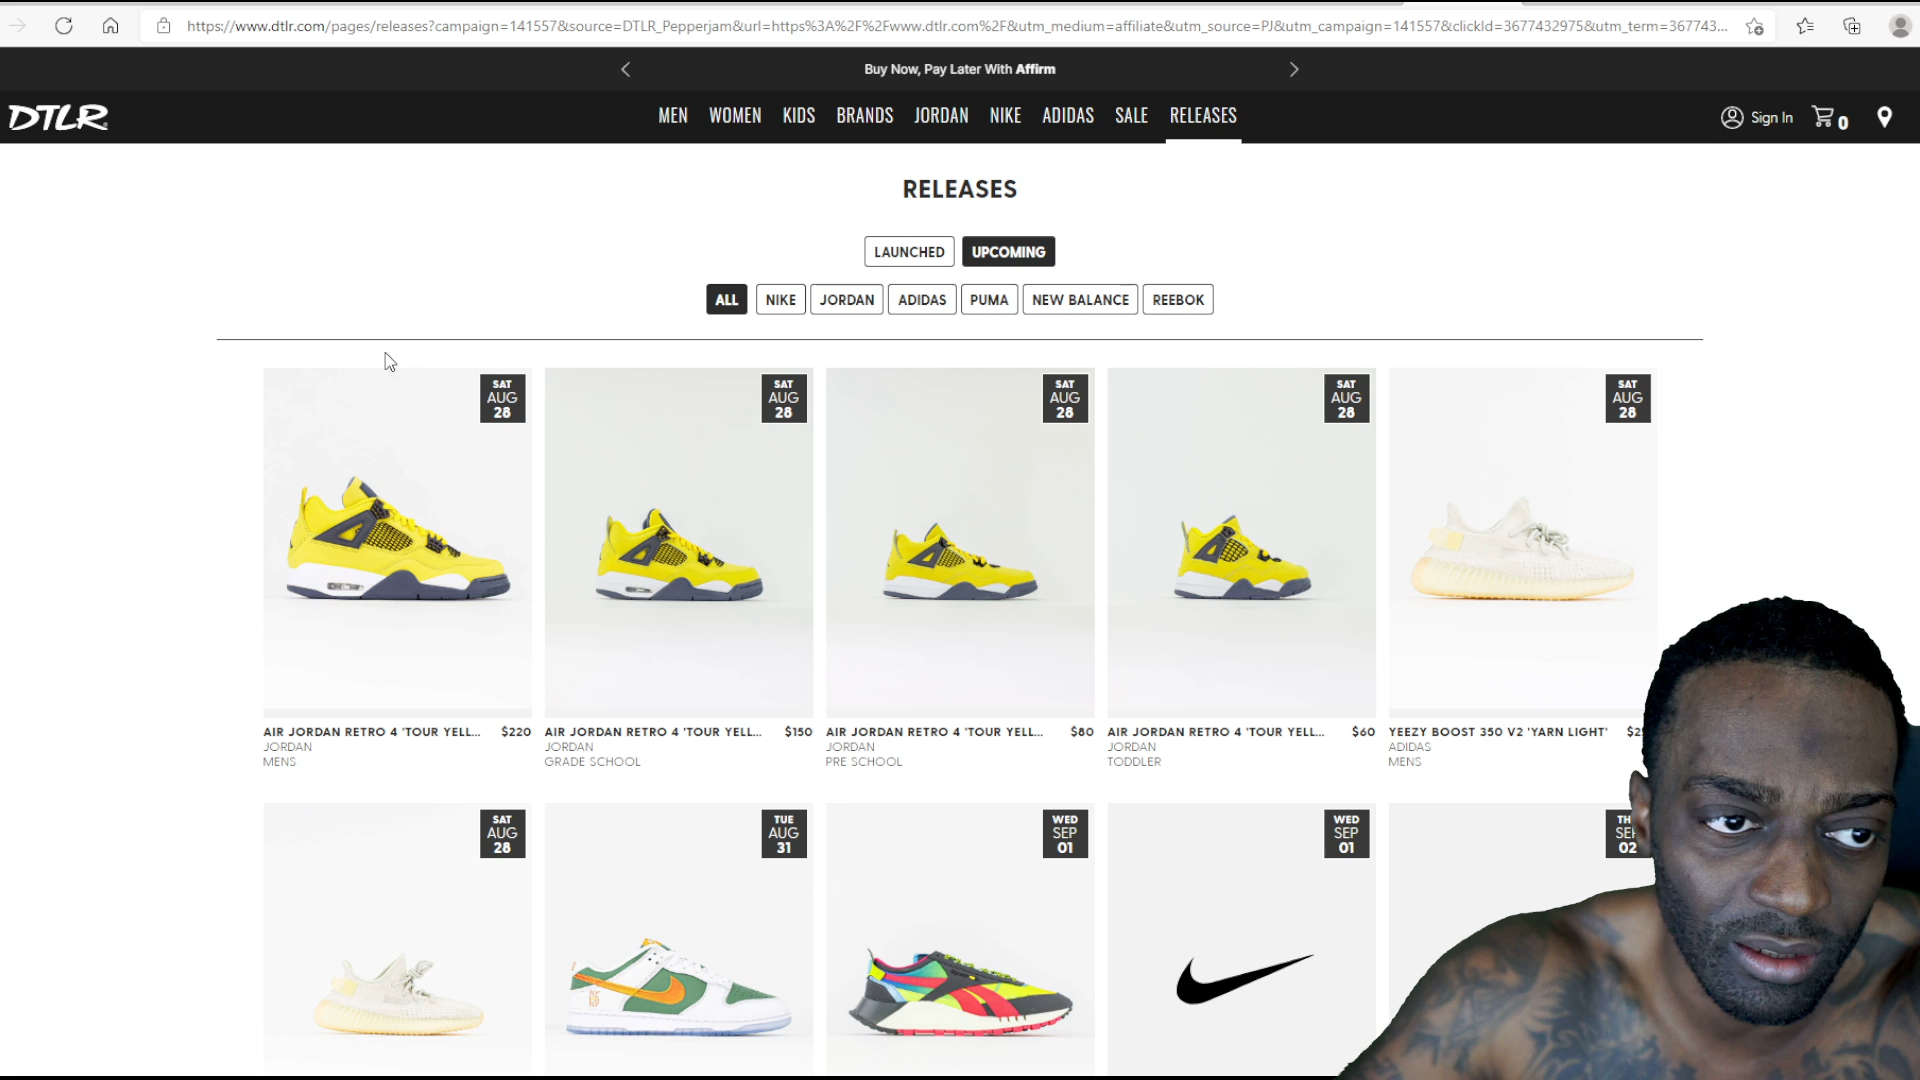 https://www.dtlr.com/pages/releases?campaign=141557&source=DTLR_Pepperjam&url=https%3A%2F%2Fwww.dtlr.com%2F&utm_medium=affiliate&utm_source=PJ&utm_campaign=141557&clickId=3677432975&utm_term=367743...
Buy Now, Pay Later With Affirm
DTLR
MEN WOMEN KIDS BRANDS JORDAN NIKE ADIDAS SALE RELEASES
Sign In 0
RELEASES
LAUNCHED UPCOMING
ALL NIKE JORDAN ADIDAS PUMA NEW BALANCE REEBOK
SAT AUG 28
SAT AUG 28
SAT AUG 28
SAT AUG 28
SAT AUG 28
AIR JORDAN RETRO 4 'TOUR YELL... $220
JORDAN
MENS
AIR JORDAN RETRO 4 'TOUR YELL... $150
JORDAN
GRADE SCHOOL
AIR JORDAN RETRO 4 'TOUR YELL... $80
JORDAN
PRE SCHOOL
AIR JORDAN RETRO 4 'TOUR YELL... $60
JORDAN
TODDLER
YEEZY BOOST 350 V2 'YARN LIGHT'
ADIDAS
MENS
SAT AUG 28
TUE AUG 31
WED SEP 01
WED SEP 01
02